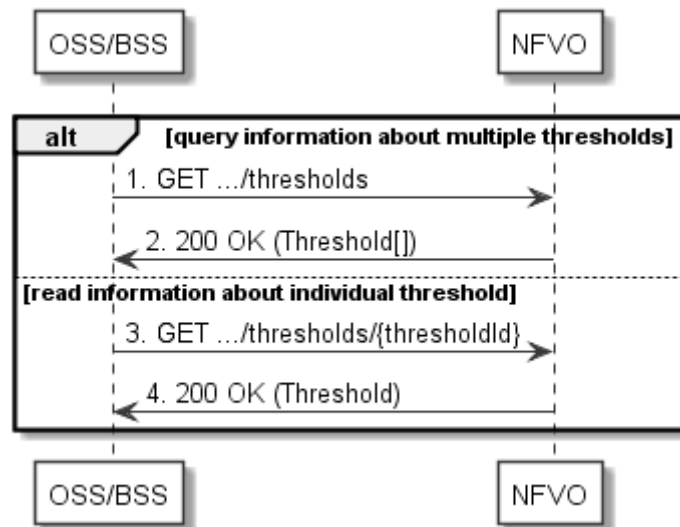 OSS/BSS
NFVO
alt
[query information about multiple thresholds]
1. GET .../thresholds
2. 200 OK (Threshold[])
[read information about individual threshold]
3. GET .../thresholds/{thresholdId}
4. 200 OK (Threshold)
OSS/BSS
NFVO